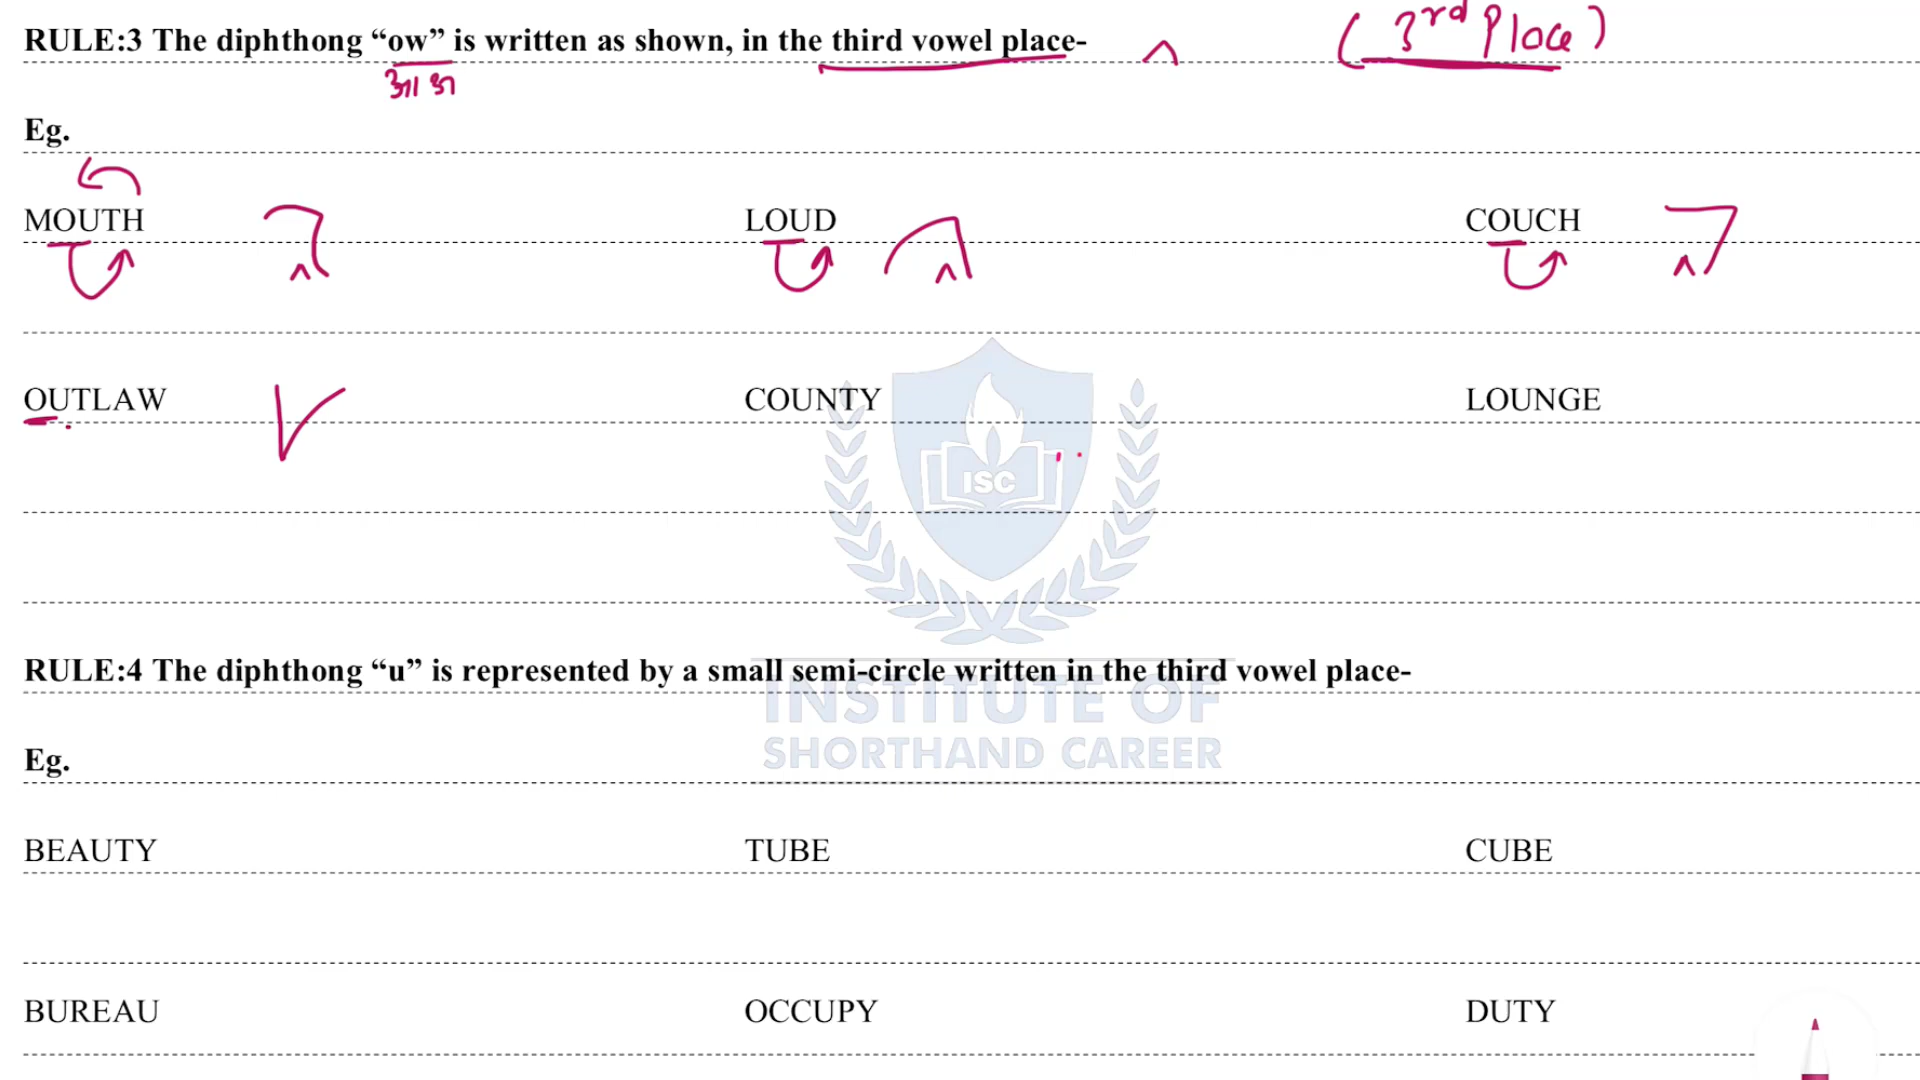 RULE:3 The diphthong “ow” is written as shown, in the third vowel place- (3rd Place)
आउ
Eg.
MOUTH LOUD COUCH
OUTLAW COUNTY LOUNGE
ISC
RULE:4 The diphthong “u” is represented by a small semi-circle written in the third vowel place-
INSTITUTE OF
SHORTHAND CAREER
Eg.
BEAUTY TUBE CUBE
BUREAU OCCUPY DUTY